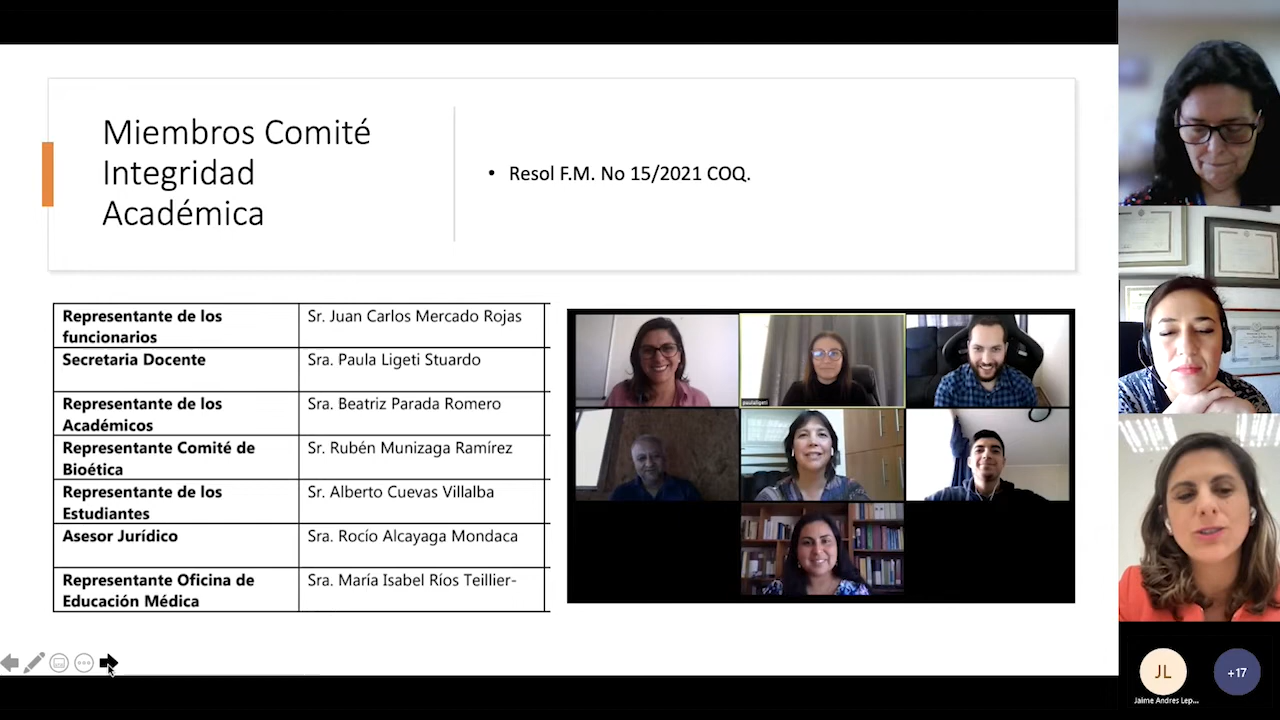 Miembros Comité
Integridad
Académica
• Resol F.M. No 15/2021 COQ.
Representante de los
funcionarios
Sr. Juan Carlos Mercado Rojas
Secretaria Docente
Sra. Paula Ligeti Stuardo
Representante de los
Académicos
Sra. Beatriz Parada Romero
Representante Comité de
Bioética
Sr. Rubén Munizaga Ramírez
Representante de los
Estudiantes
Sr. Alberto Cuevas Villalba
Asesor Jurídico
Sra. Rocío Alcayaga Mondaca
Representante Oficina de
Educación Médica
Sra. María Isabel Ríos Teillier-
paulaligeti
JL
+17
Jaime Andres Lep...